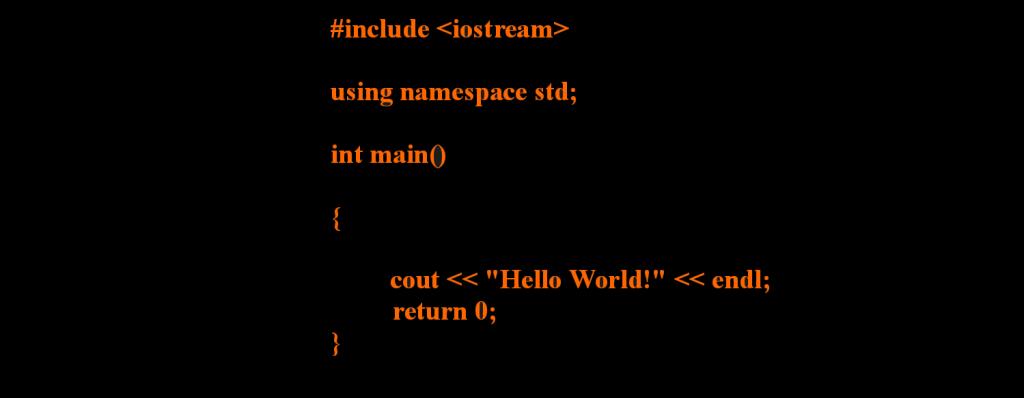 #include <iostream>
using namespace std;
int main()
{
cout << "Hello World!" << endl;
return 0;
}